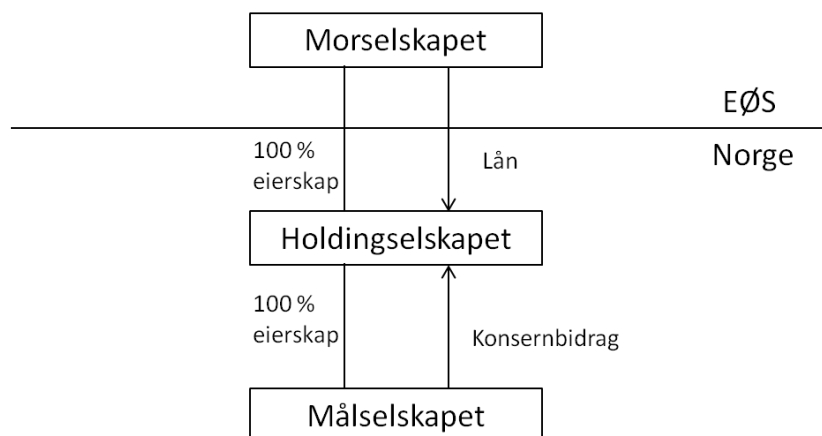 Morselskapet
EØS
Norge
100 %
eierskap
Lån
Holdingselskapet
100 %
eierskap
Konsernbidrag
Målselskapet